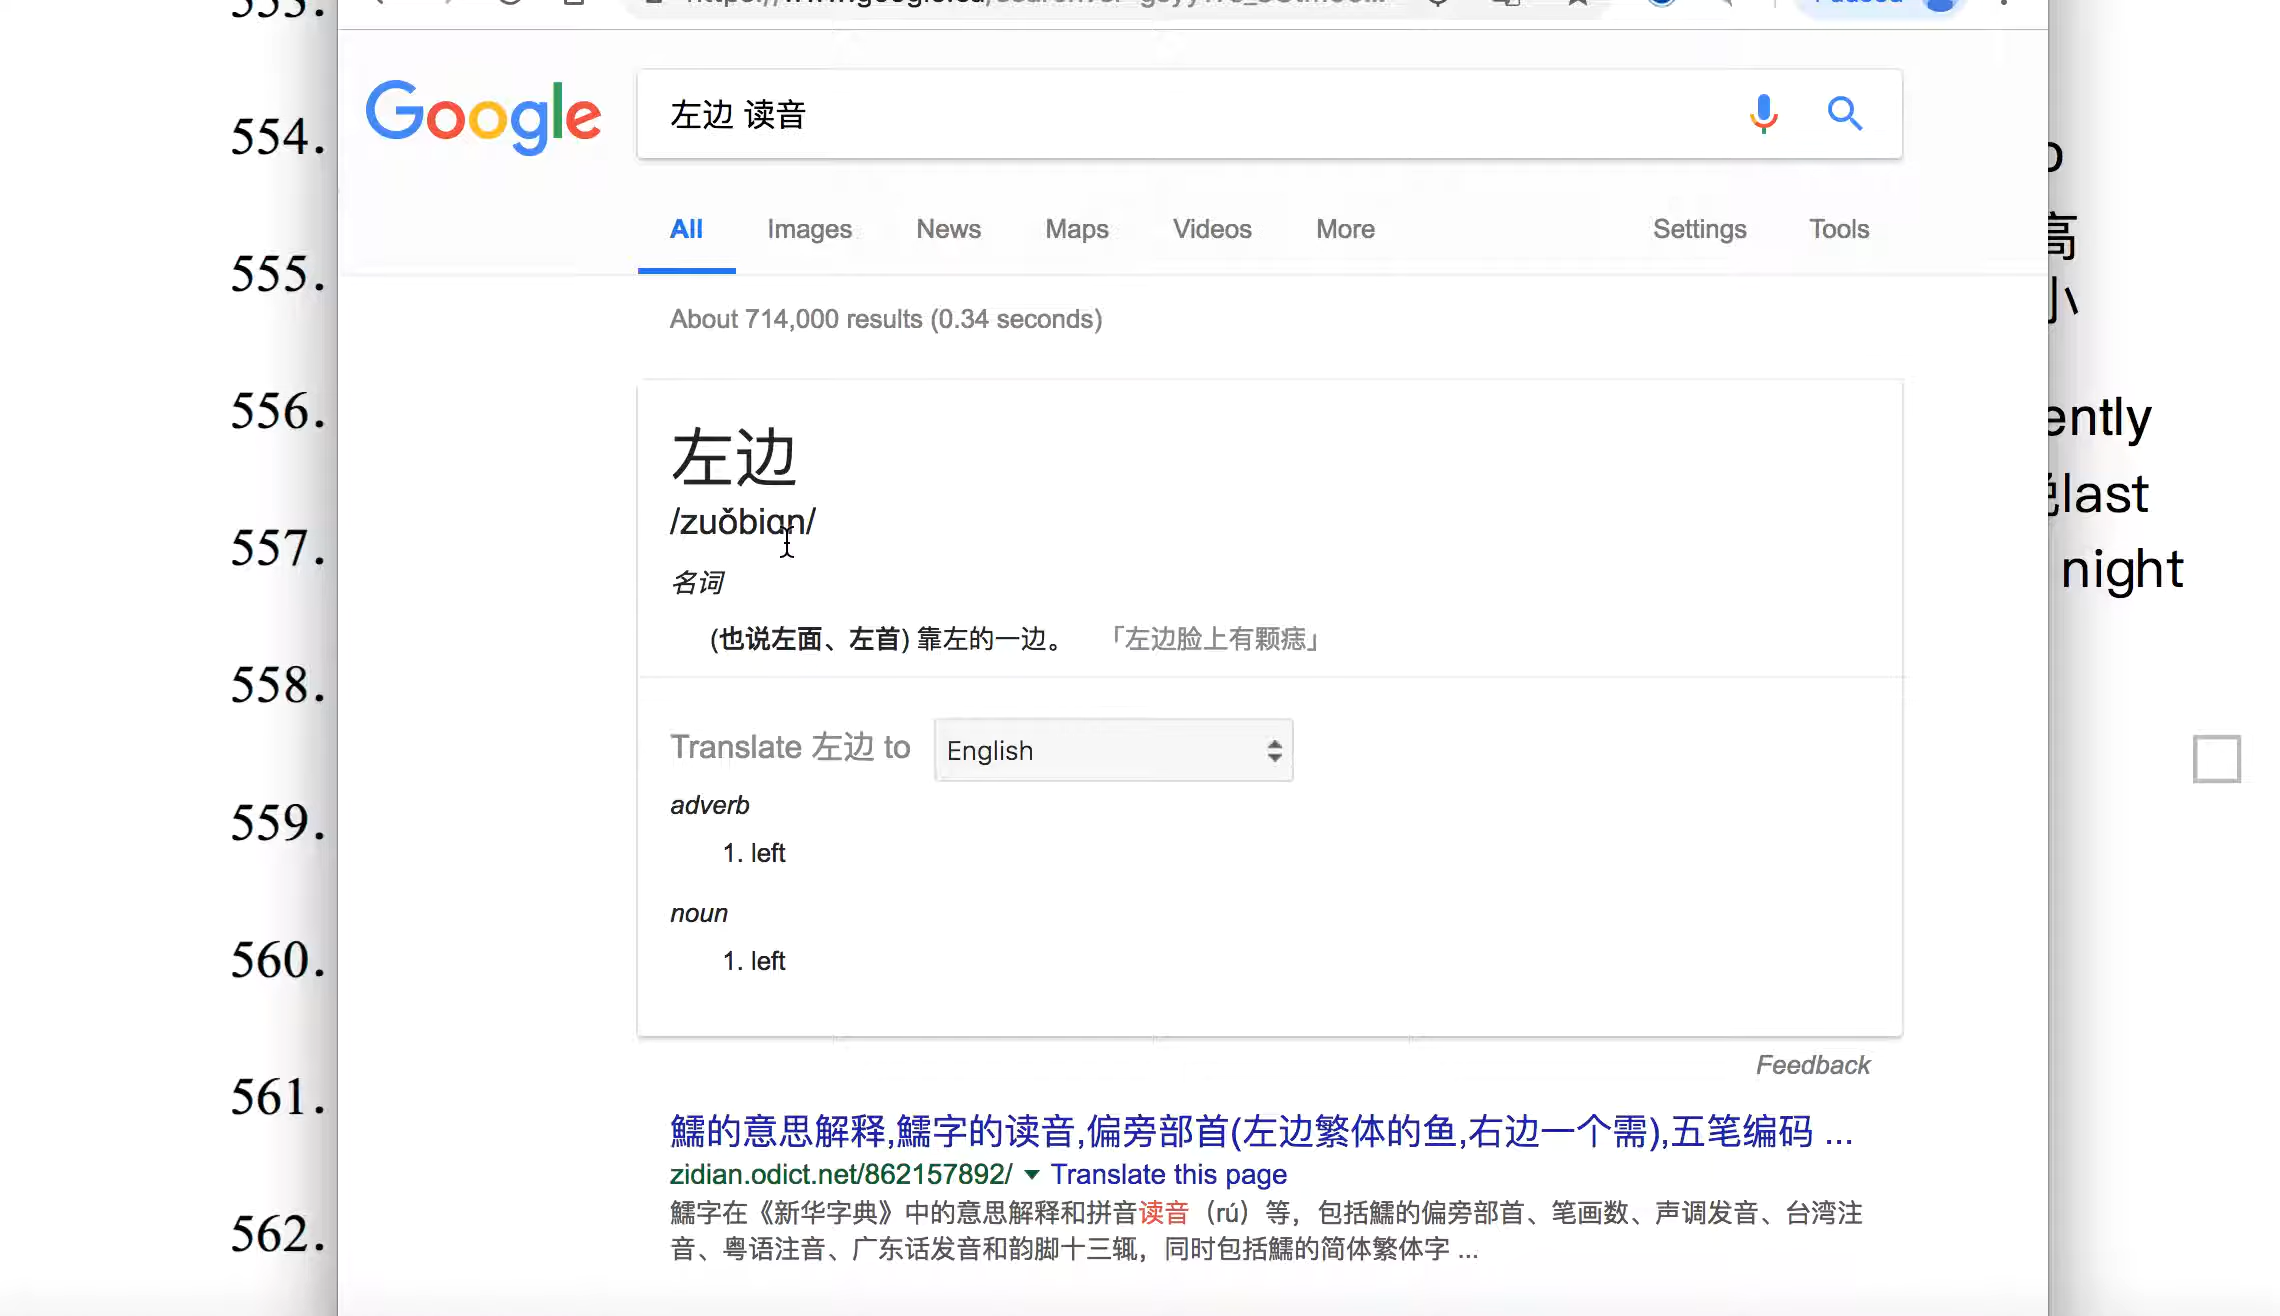 554.
555.
556.
557.
558.
559.
560.
561.
562.
Google
左边 读音
All Images News Maps Videos More Settings Tools
About 714,000 results (0.34 seconds)
左边
/zuǒbiɑn/
名词
(也说左面、左首) 靠左的一边。 「左边脸上有颗痣」
Translate 左边 to English
adverb
1. left
noun
1. left
Feedback
鱬的意思解释,鱬字的读音,偏旁部首(左边繁体的鱼,右边一个需),五笔编码 ...
zidian.odict.net/862157892/ Translate this page
鱬字在《新华字典》中的意思解释和拼音读音（rú）等，包括鱬的偏旁部首、笔画数、声调发音、台湾注
音、粤语注音、广东话发音和韵脚十三辄，同时包括鱬的简体繁体字 ...
高
小
ently
last
night